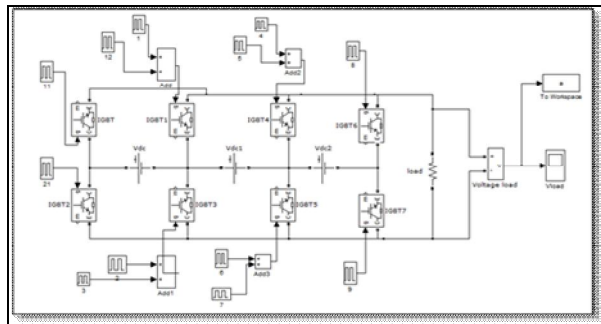 1
12
Add
4
5
Add2
8
11
IGBT
IGBT1
IGBT4
IGBT6
To Workspace
Vdc
Vdc1
Vdc2
load
Voltage load
Vload
21
IGBT2
IGBT3
IGBT5
IGBT7
2
3
Add1
6
7
Add3
9